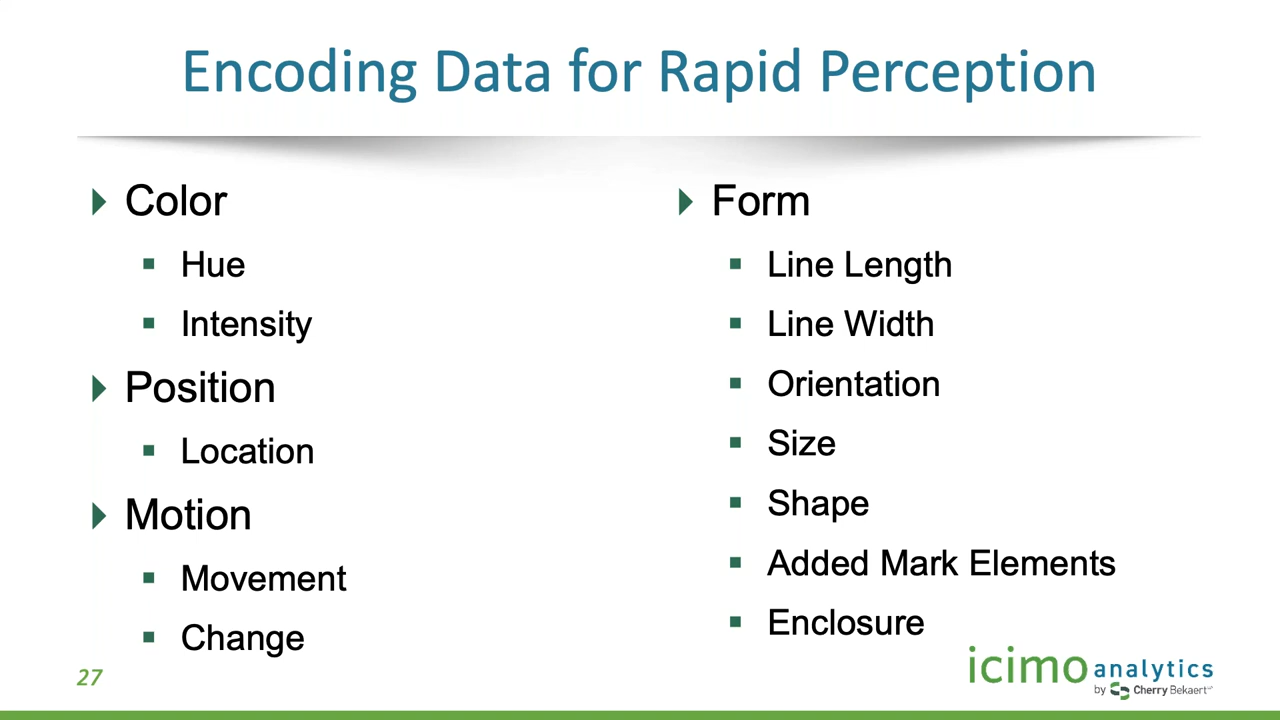 Encoding Data for Rapid Perception
Color
Hue
Intensity
Position
Location
Motion
Movement
Change
Form
Line Length
Line Width
Orientation
Size
Shape
Added Mark Elements
Enclosure
27
icimo analytics
by Cherry Bekaert